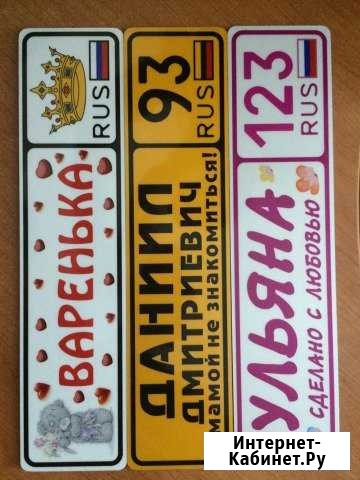 ВАРЕНЬКА
RUS
ДАНИИЛ
ДМИТРИЕВИЧ
мамой не знакомиться!
93
RUS
УЛЬЯНА
СДЕЛАНО С ЛЮБОВЬЮ
123
RUS
Интернет-
Кабинет.Ру